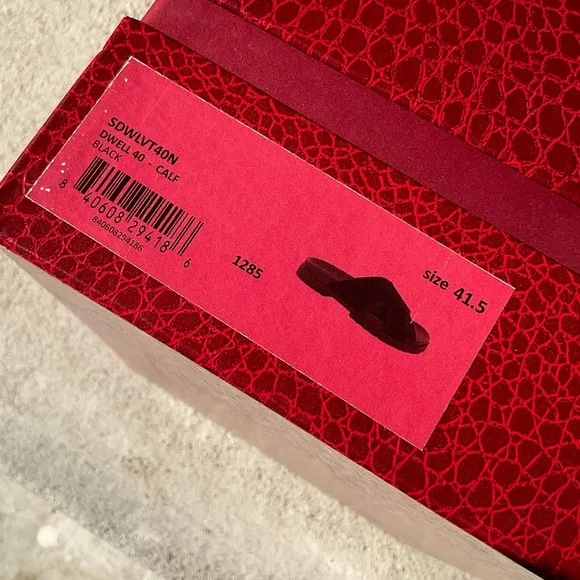 SDWLVT40N
DWELL 40 - CALF
BLACK
8 40608 29418 6
840608294186
1285
size 41.5